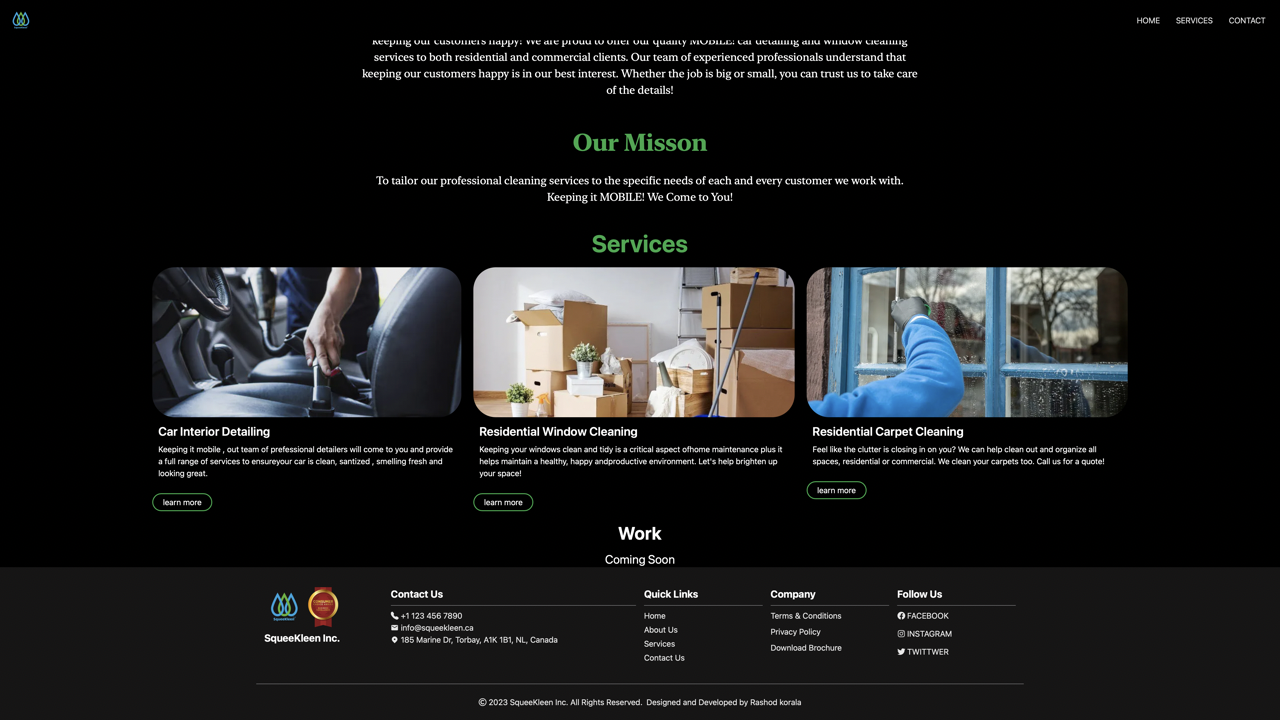 HOME SERVICES CONTACT
keeping our customers happy! We are proud to offer our quality MOBILE! car detailing and window cleaning
services to both residential and commercial clients. Our team of experienced professionals understand that
keeping our customers happy is in our best interest. Whether the job is big or small, you can trust us to take care
of the details!
Our Misson
To tailor our professional cleaning services to the specific needs of each and every customer we work with.
Keeping it MOBILE! We Come to You!
Services
Car Interior Detailing
Keeping it mobile , out team of prefessional detailers will come to you and provide
a full range of services to ensureyour car is clean, santized , smelling fresh and
looking great.
learn more
Residential Window Cleaning
Keeping your windows clean and tidy is a critical aspect ofhome maintenance plus it
helps maintain a healthy, happy andproductive environment. Let's help brighten up
your space!
learn more
Residential Carpet Cleaning
Feel like the clutter is closing in on you? We can help clean out and organize all
spaces, residential or commercial. We clean your carpets too. Call us for a quote!
learn more
Work
Coming Soon
SqueeKleen
SqueeKleen Inc.
Contact Us
+1 123 456 7890
info@squeekleen.ca
185 Marine Dr, Torbay, A1K 1B1, NL, Canada
Quick Links
Home
About Us
Services
Contact Us
Company
Terms & Conditions
Privacy Policy
Download Brochure
Follow Us
FACEBOOK
INSTAGRAM
TWITTWER
© 2023 SqueeKleen Inc. All Rights Reserved. Designed and Developed by Rashod korala